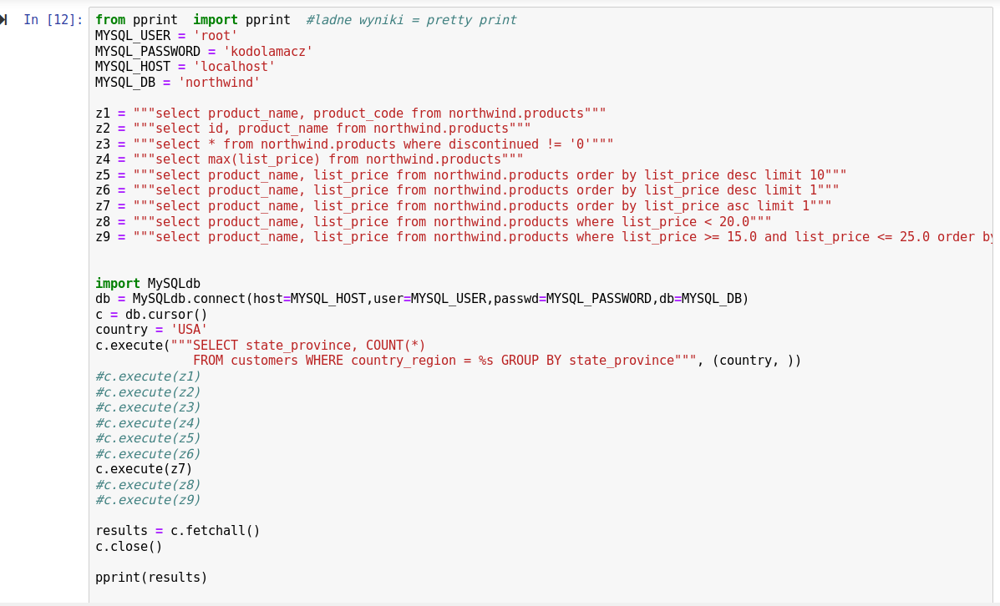 In [12]: from pprint  import pprint  #ladne wyniki = pretty print
MYSQL_USER = 'root'
MYSQL_PASSWORD = 'kodolamacz'
MYSQL_HOST = 'localhost'
MYSQL_DB = 'northwind'
z1 = """select product_name, product_code from northwind.products"""
z2 = """select id, product_name from northwind.products"""
z3 = """select * from northwind.products where discontinued != '0'"""
z4 = """select max(list_price) from northwind.products"""
z5 = """select product_name, list_price from northwind.products order by list_price desc limit 10"""
z6 = """select product_name, list_price from northwind.products order by list_price desc limit 1"""
z7 = """select product_name, list_price from northwind.products order by list_price asc limit 1"""
z8 = """select product_name, list_price from northwind.products where list_price < 20.0"""
z9 = """select product_name, list_price from northwind.products where list_price >= 15.0 and list_price <= 25.0 order by
import MySQLdb
db = MySQLdb.connect(host=MYSQL_HOST,user=MYSQL_USER,passwd=MYSQL_PASSWORD,db=MYSQL_DB)
c = db.cursor()
country = 'USA'
c.execute("""SELECT state_province, COUNT(*)
             FROM customers WHERE country_region = %s GROUP BY state_province""", (country, ))
#c.execute(z1)
#c.execute(z2)
#c.execute(z3)
#c.execute(z4)
#c.execute(z5)
#c.execute(z6)
c.execute(z7)
#c.execute(z8)
#c.execute(z9)
results = c.fetchall()
c.close()
pprint(results)